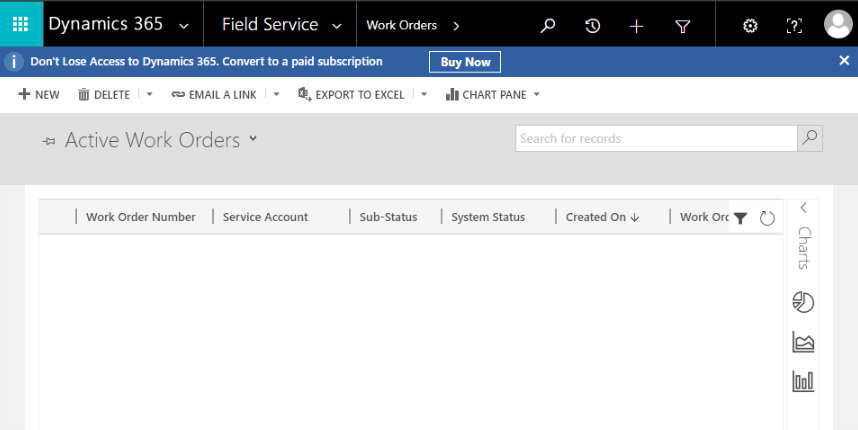 Dynamics 365 Field Service Work Orders
Don't Lose Access to Dynamics 365. Convert to a paid subscription Buy Now
NEW DELETE EMAIL A LINK EXPORT TO EXCEL CHART PANE
Active Work Orders
Search for records
Work Order Number Service Account Sub-Status System Status Created On Work Orc
Charts